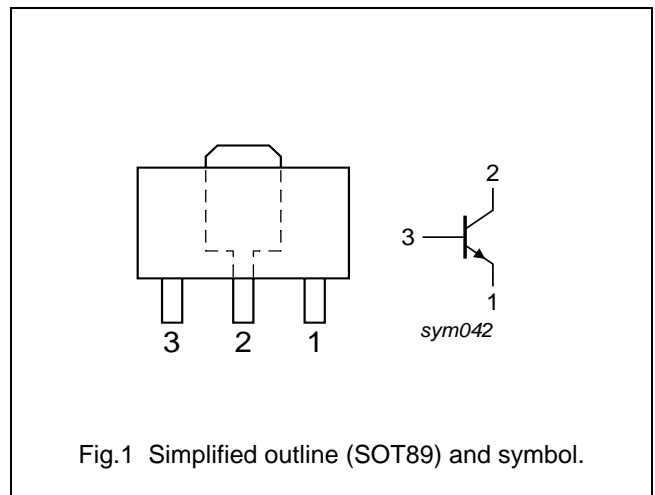 2
3
1
sym042
3 2 1
Fig.1 Simplified outline (SOT89) and symbol.